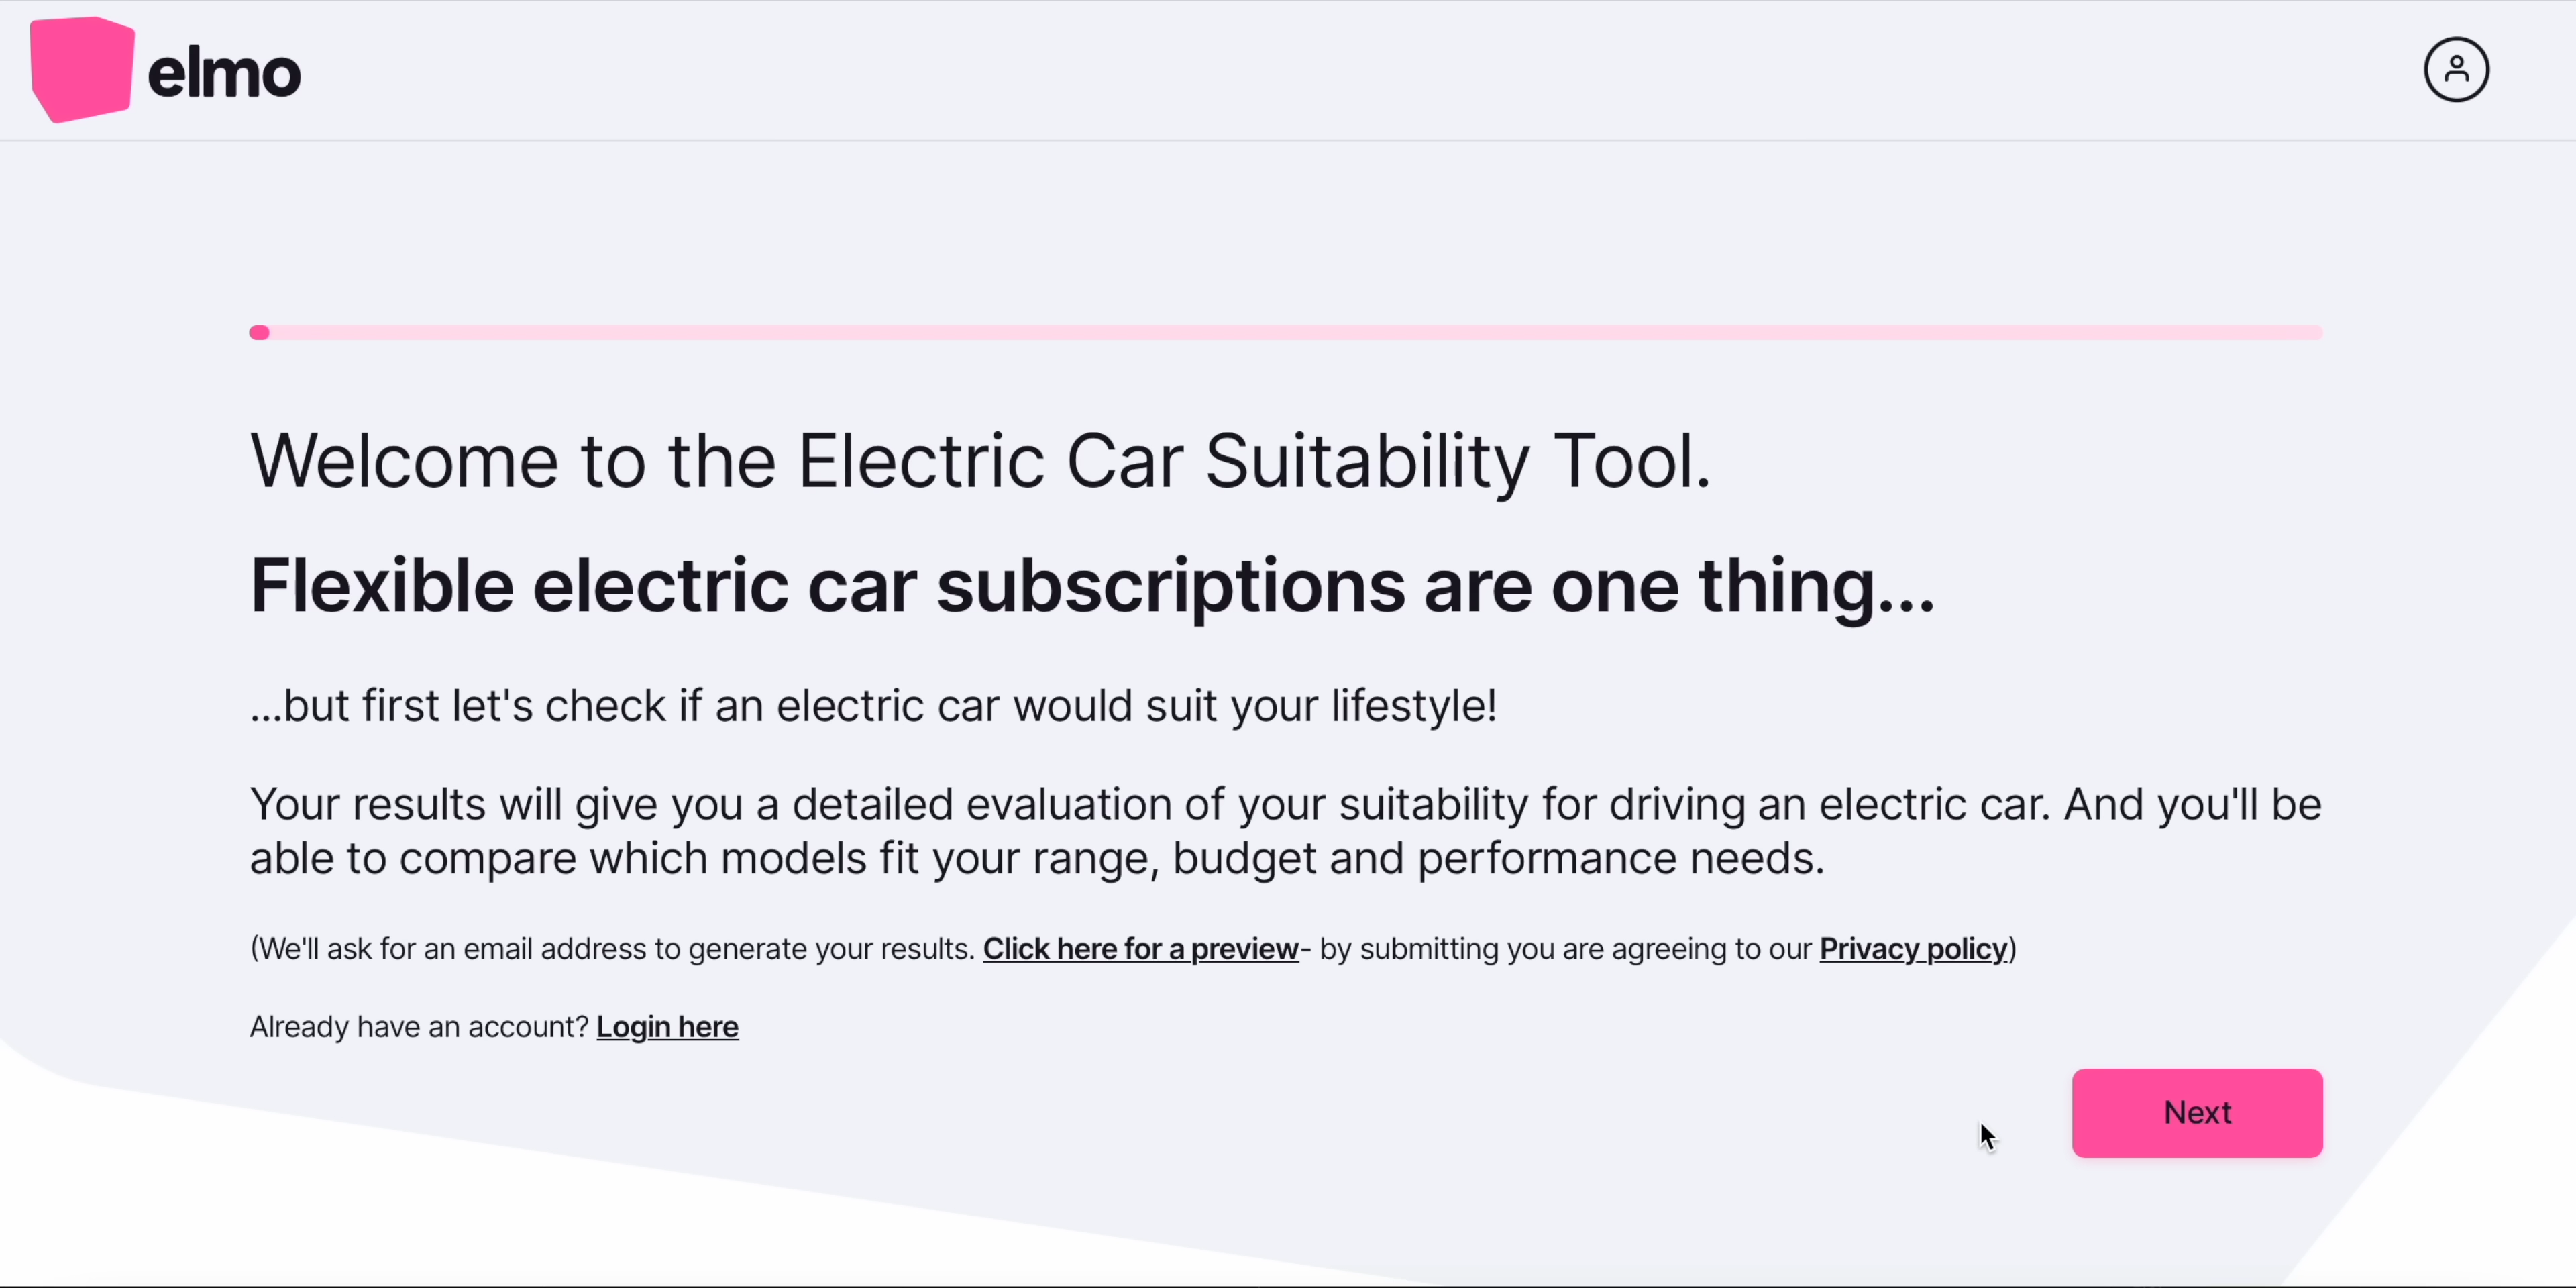 elmo
Welcome to the Electric Car Suitability Tool.
Flexible electric car subscriptions are one thing...
...but first let's check if an electric car would suit your lifestyle!
Your results will give you a detailed evaluation of your suitability for driving an electric car. And you'll be
able to compare which models fit your range, budget and performance needs.
(We'll ask for an email address to generate your results. Click here for a preview- by submitting you are agreeing to our Privacy policy)
Already have an account? Login here
Next